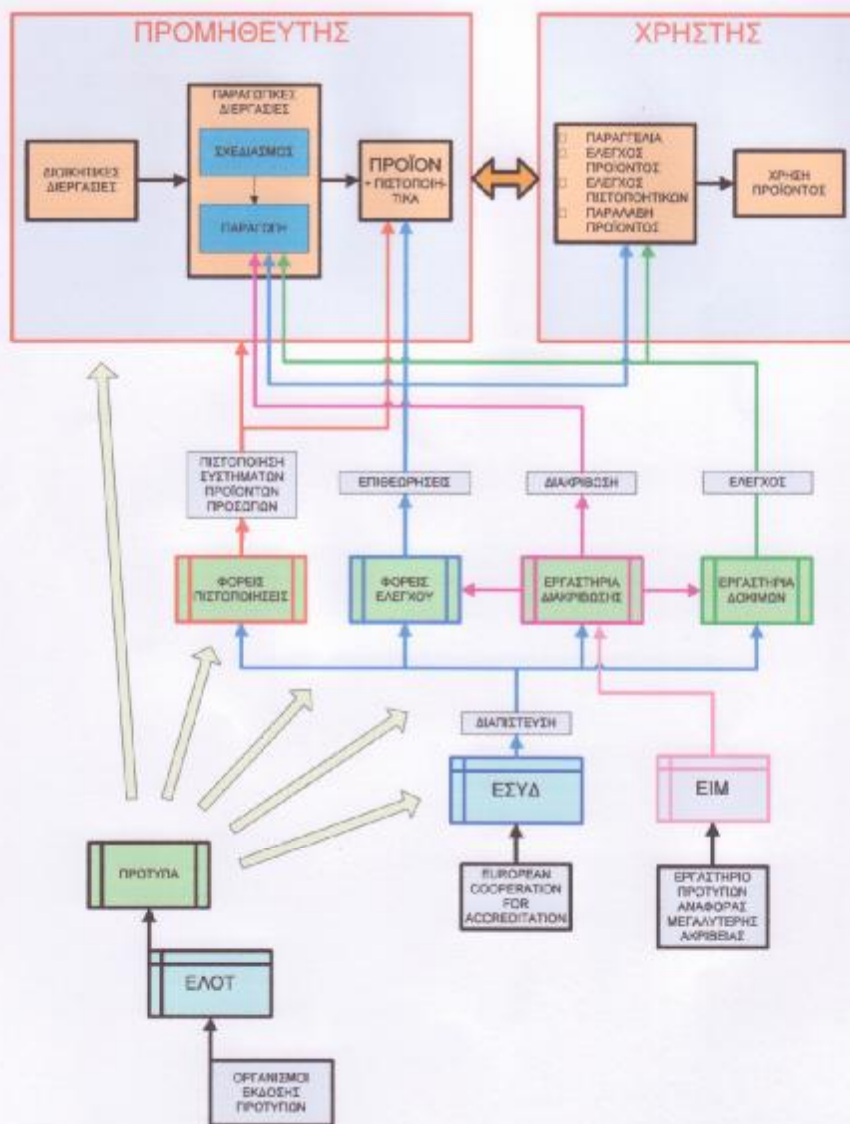 ΠΡΟΜΗΘΕΥΤΗΣ
ΔΙΟΙΚΗΤΙΚΕΣ
ΔΙΕΡΓΑΣΙΕΣ
ΠΑΡΑΓΩΓΙΚΕΣ
ΔΙΕΡΓΑΣΙΕΣ
ΣΧΕΔΙΑΣΜΟΣ
ΠΑΡΑΓΩΓΗ
ΠΡΟΪΟΝ
+ ΠΙΣΤΟΠΟΙΗ-
ΤΙΚΑ
ΧΡΗΣΤΗΣ
ΠΑΡΑΓΓΕΛΙΑ
ΕΛΕΓΧΟΣ
ΠΡΟΪΟΝΤΟΣ
ΕΛΕΓΧΟΣ
ΠΙΣΤΟΠΟΗΤΙΚΩΝ
ΠΑΡΑΛΑΒΗ
ΠΡΟΪΟΝΤΟΣ
ΧΡΗΣΗ
ΠΡΟΪΟΝΤΟΣ
ΠΙΣΤΟΠΟΙΗΣΗ
ΣΥΣΤΗΜΑΤΩΝ
ΠΡΟΪΟΝΤΩΝ
ΠΡΟΣΩΠΩΝ
ΕΠΙΘΕΩΡΗΣΕΙΣ
ΔΙΑΚΡΙΒΩΣΗ
ΕΛΕΓΧΟΣ
ΦΟΡΕΙΣ
ΠΙΣΤΟΠΟΙΗΣΕΙΣ
ΦΟΡΕΙΣ
ΕΛΕΓΧΟΥ
ΕΡΓΑΣΤΗΡΙΑ
ΔΙΑΚΡΙΒΩΣΗΣ
ΕΡΓΑΣΤΗΡΙΑ
ΔΟΚΙΜΩΝ
ΔΙΑΠΙΣΤΕΥΣΗ
ΕΣΥΔ
ΕΙΜ
EUROPEAN
COOPERATION
FOR
ACCREDITATION
ΕΡΓΑΣΤΗΡΙΟ
ΠΡΟΤΥΠΩΝ
ΑΝΑΦΟΡΑΣ
ΜΕΓΑΛΥΤΕΡΗΣ
ΑΚΡΙΒΕΙΑΣ
ΠΡΟΤΥΠΑ
ΕΛΟΤ
ΟΡΓΑΝΙΣΜΟΙ
ΕΚΔΟΣΗΣ
ΠΡΟΤΥΠΩΝ